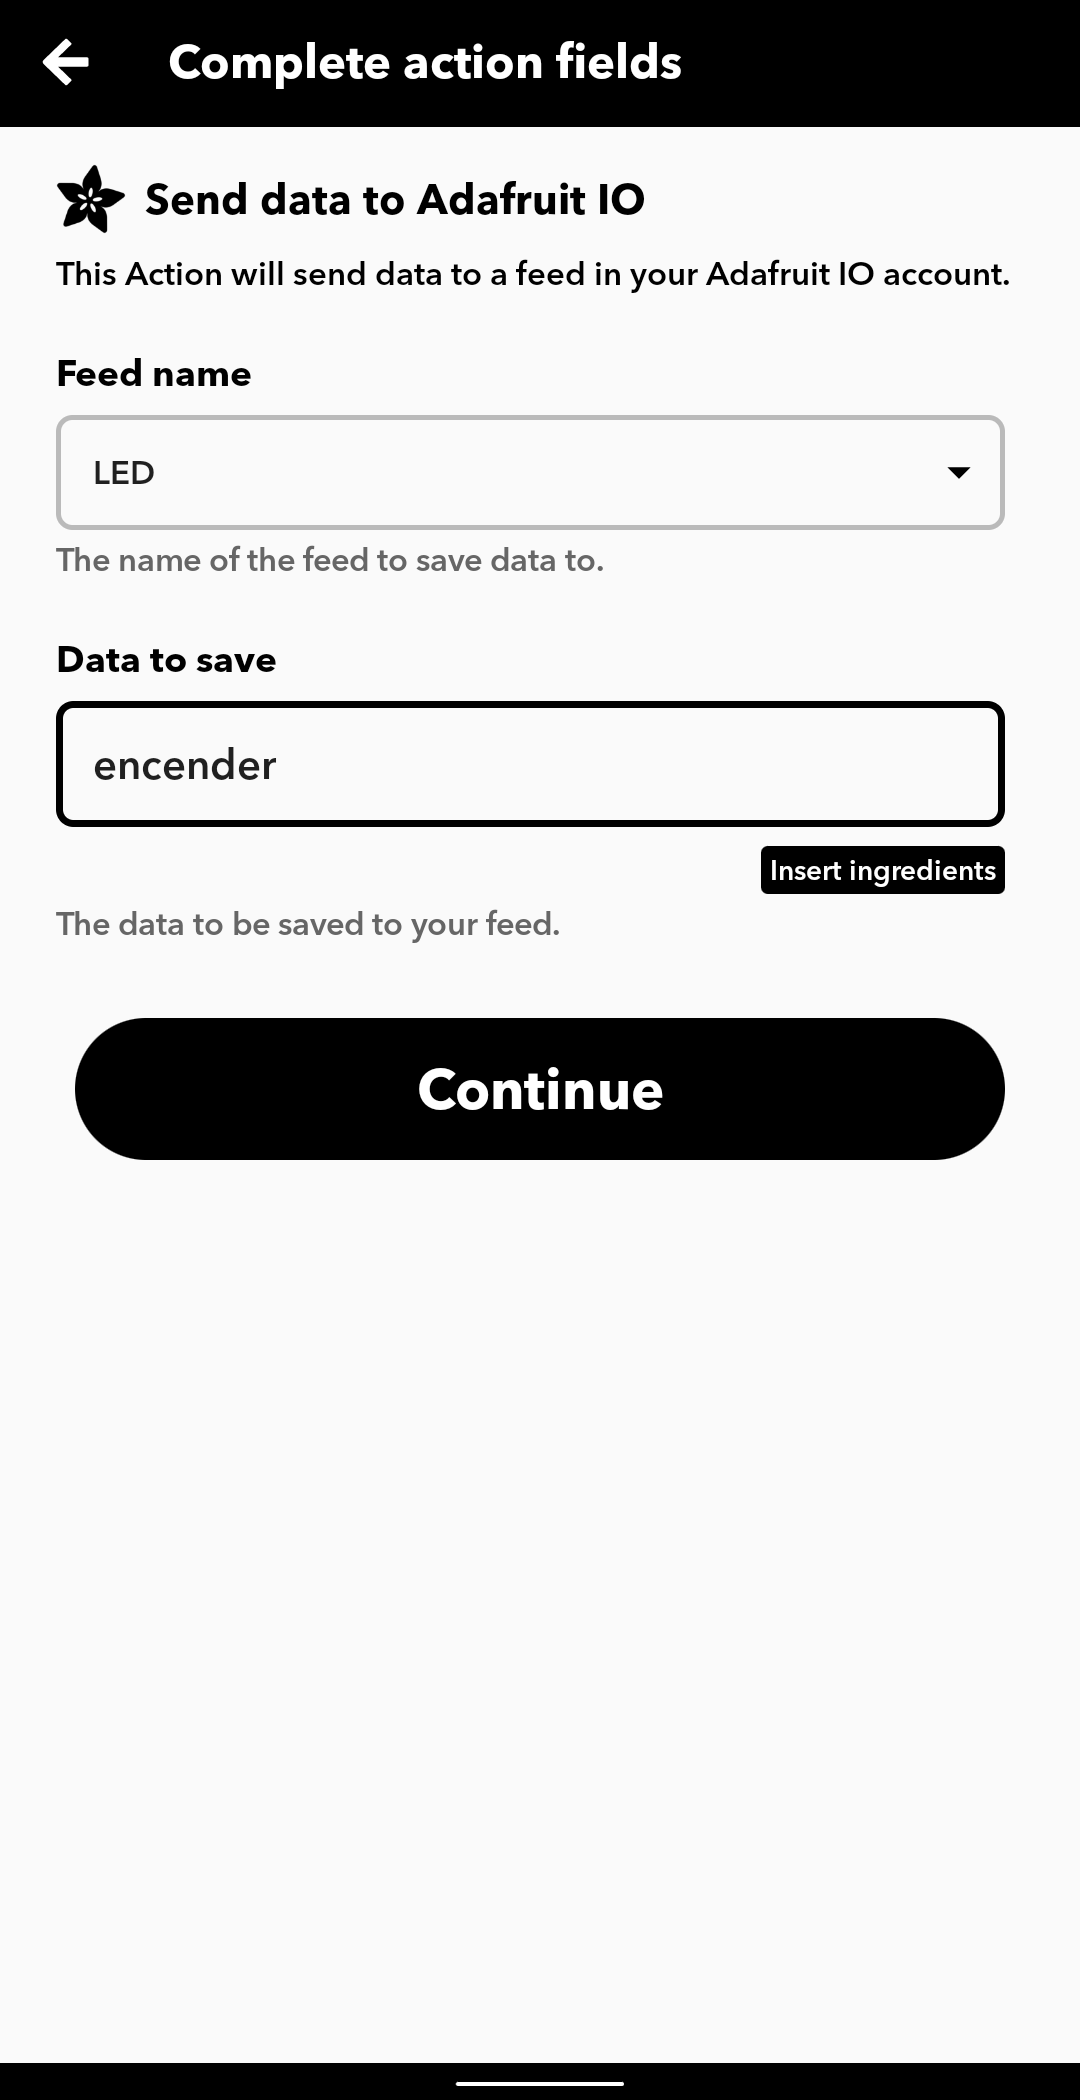 Complete action fields
Send data to Adafruit IO
This Action will send data to a feed in your Adafruit IO account.
Feed name
LED
The name of the feed to save data to.
Data to save
encender
Insert ingredients
The data to be saved to your feed.
Continue